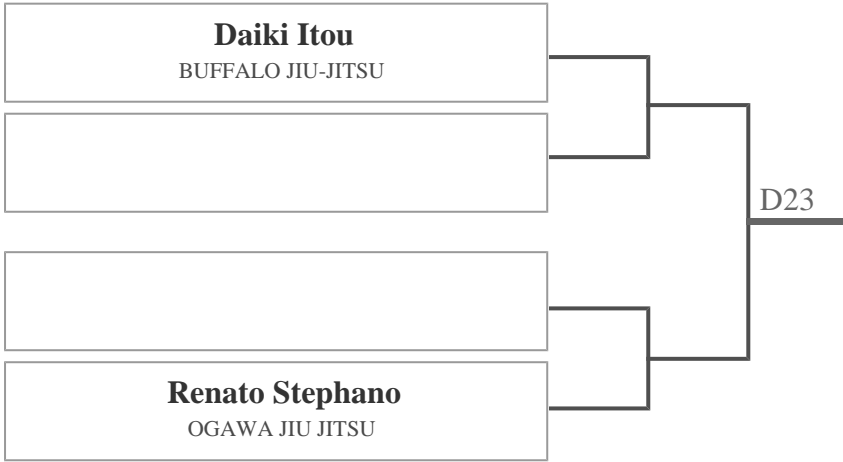 Daiki Itou
BUFFALO JIU-JITSU
D23
Renato Stephano
OGAWA JIU JITSU